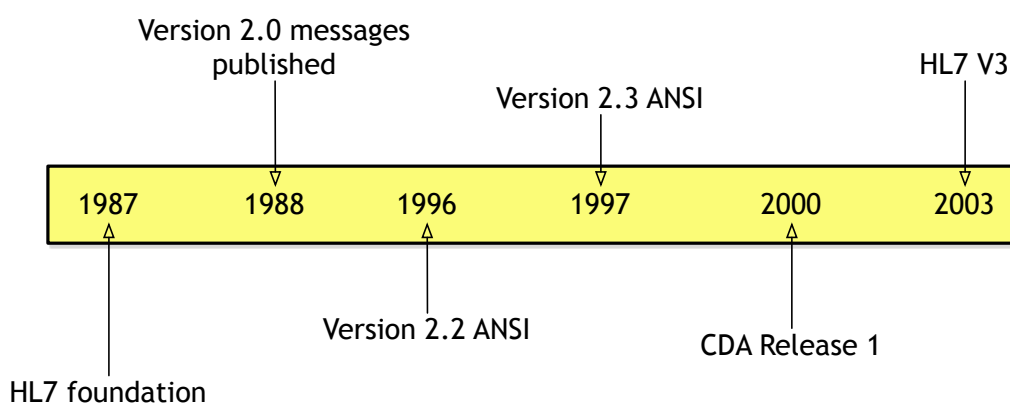 Version 2.0 messages
published
HL7 V3
Version 2.3 ANSI
1987 1988 1996 1997 2000 2003
Version 2.2 ANSI
CDA Release 1
HL7 foundation